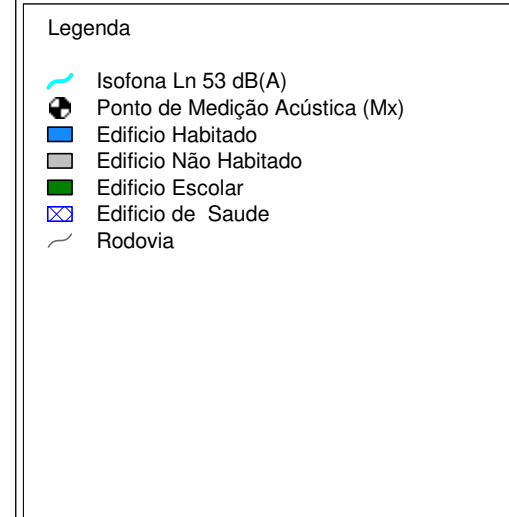 Legenda
Isofona Ln 53 dB(A)
Ponto de Medição Acústica (Mx)
Edificio Habitado
Edificio Não Habitado
Edificio Escolar
Edificio de Saude
Rodovia